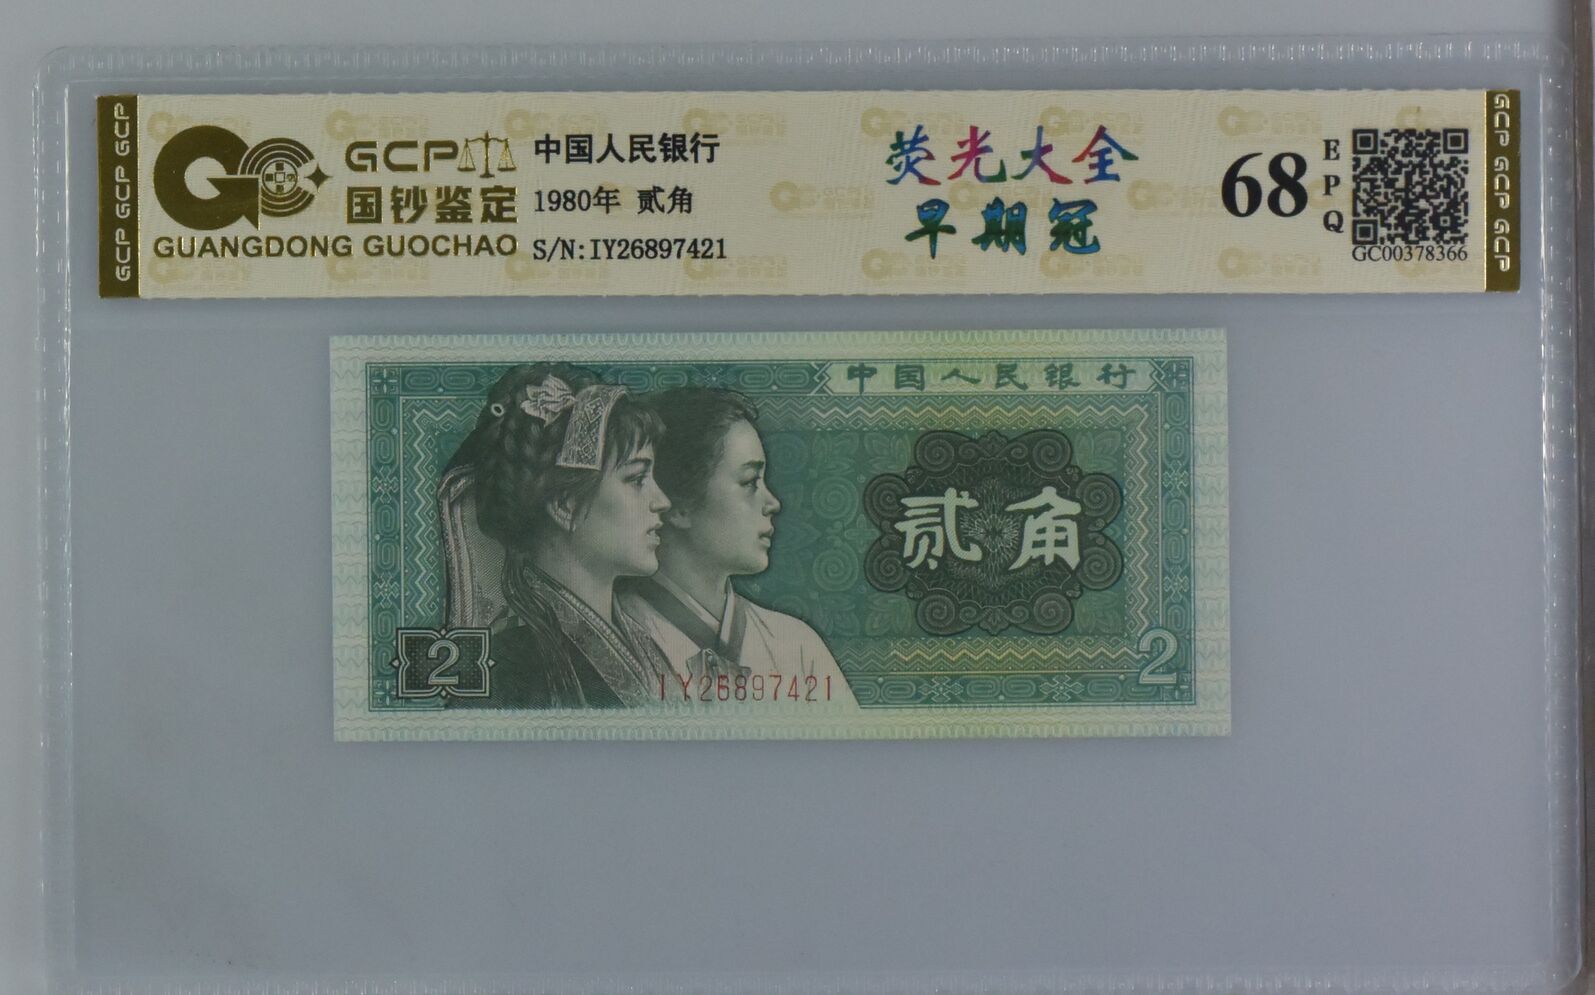 GCP GCP GCP
GCP
国钞鉴定
GUANGDONG GUOCHAO
中国人民银行
1980年 贰角
S/N:IY26897421
荧光大全
早期冠
68
EPQ
GC00378366
GCP GCP GCP
中国人民银行
贰角
2
2
IY26897421